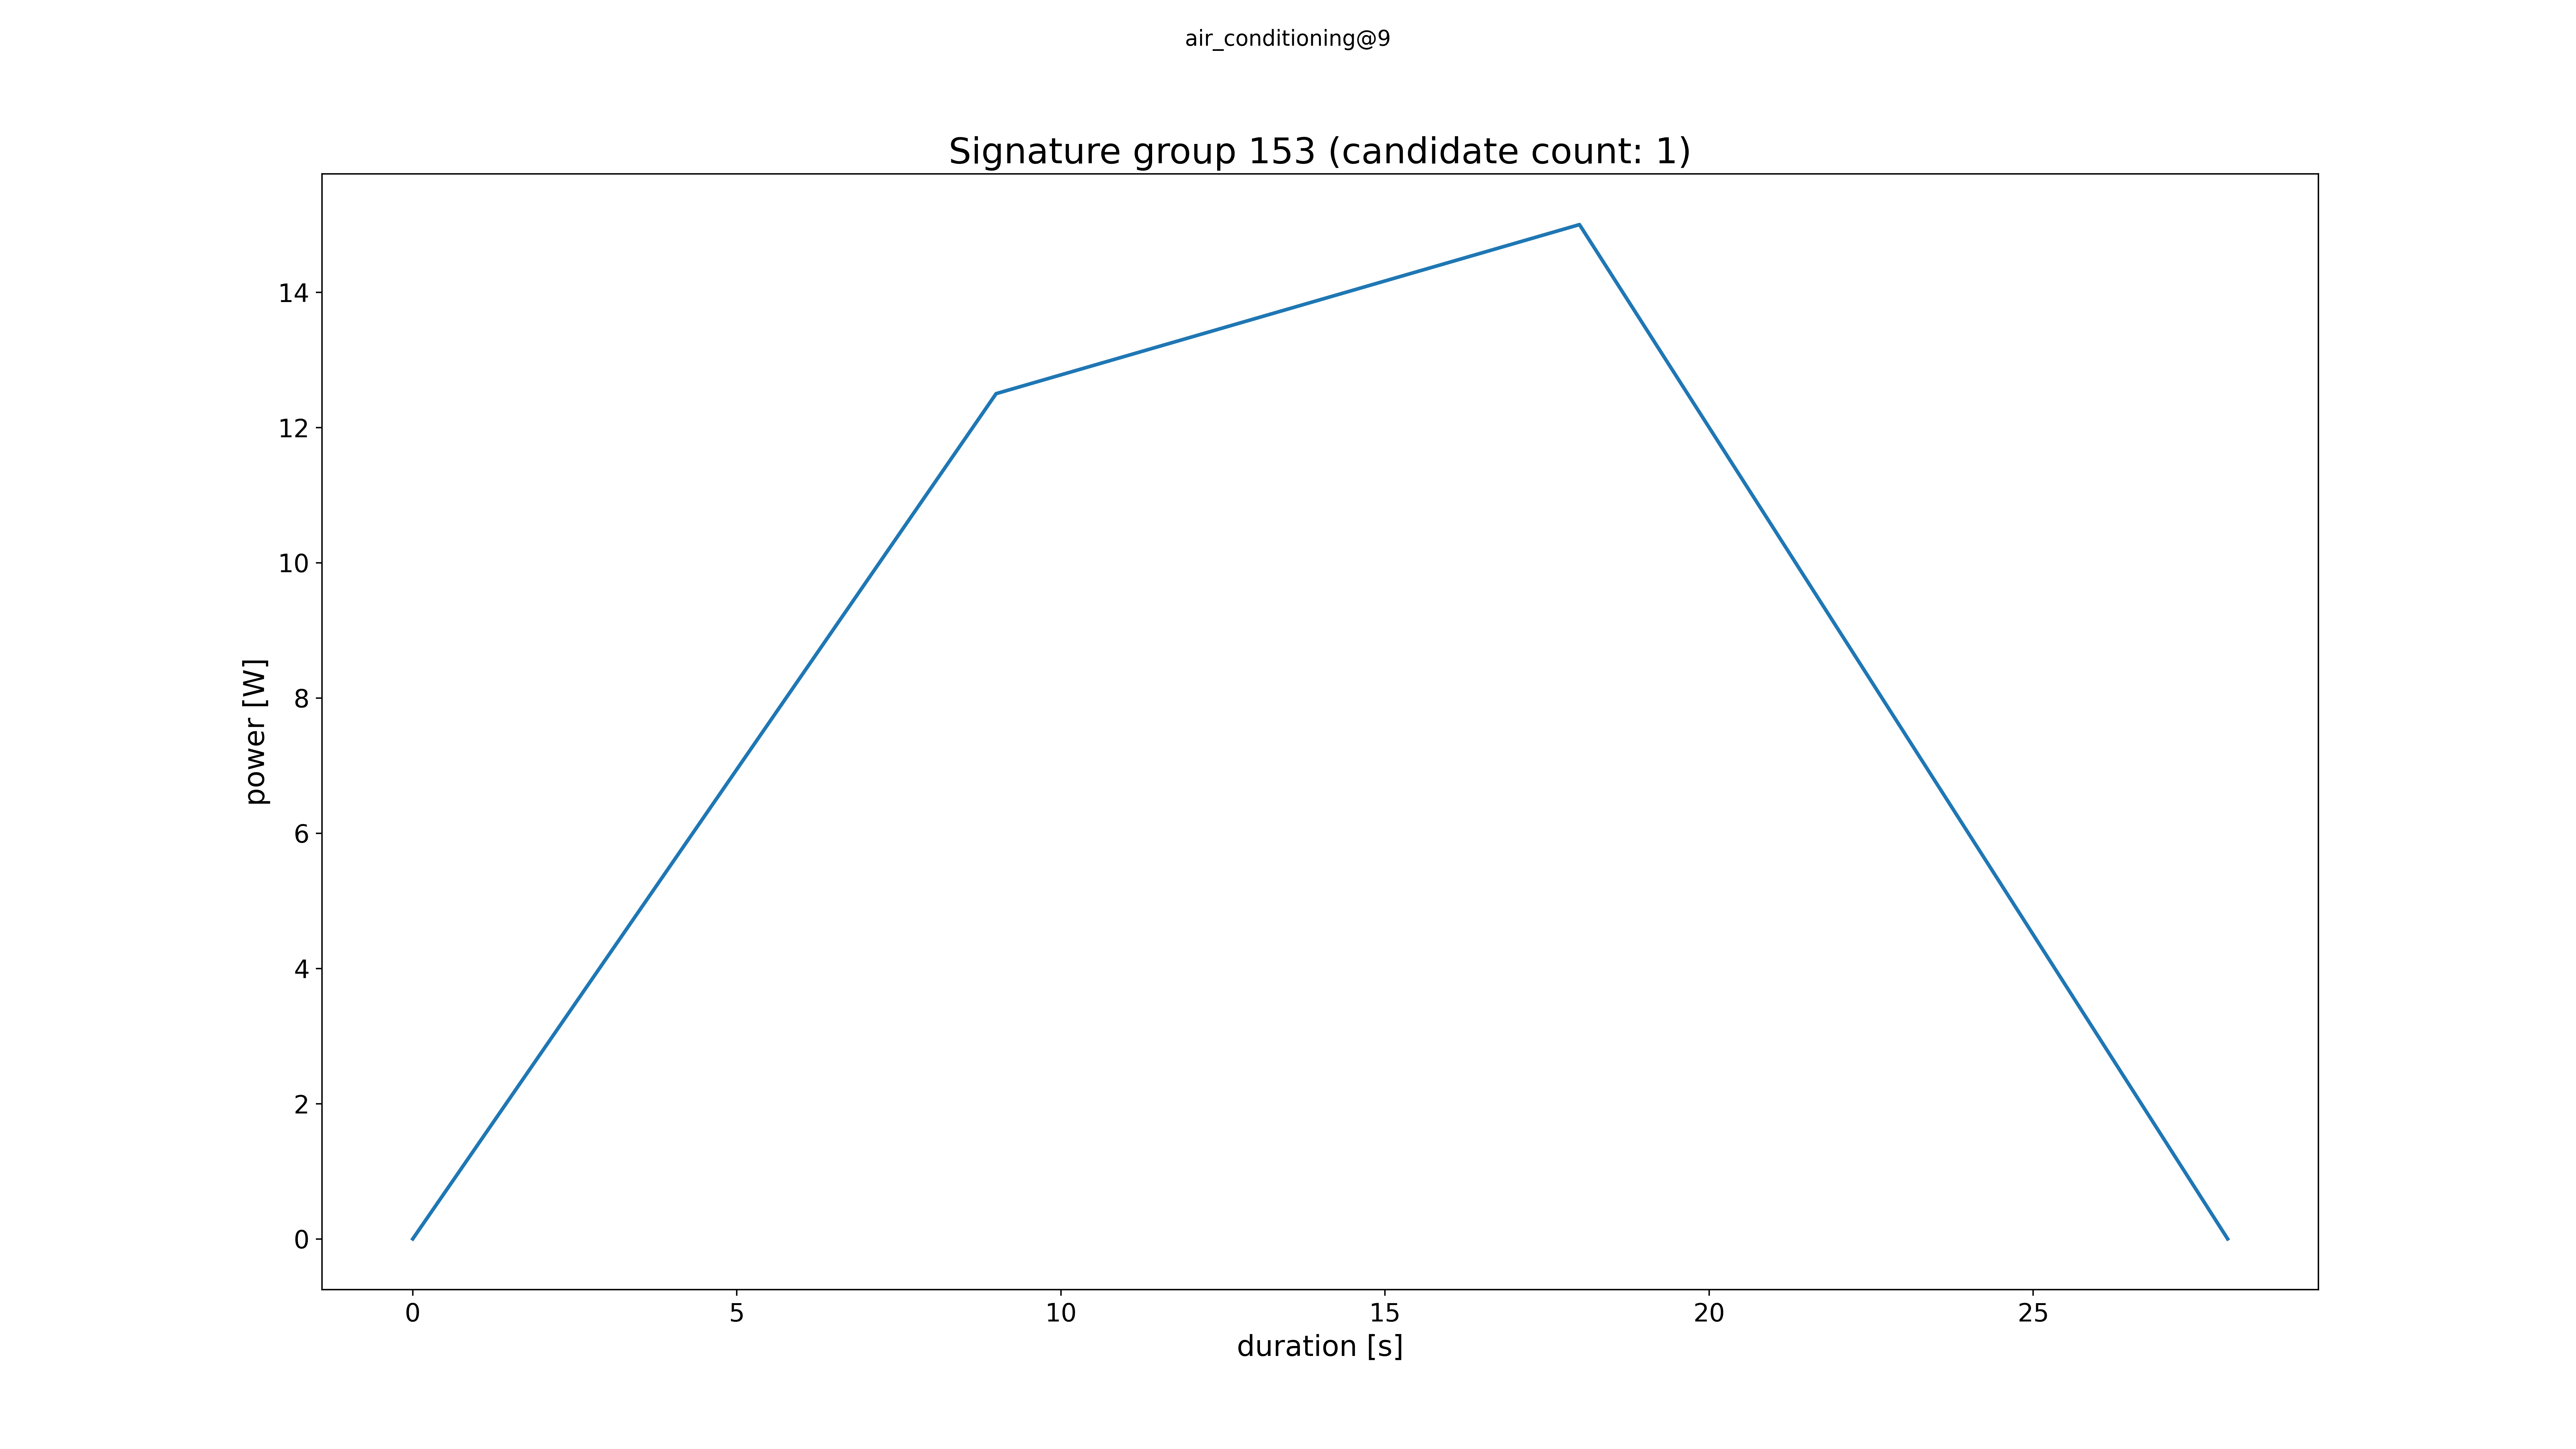 air_conditioning@9
Signature group 153 (candidate count: 1)
power [W]
14
12
10
8
6
4
2
0
0 5 10 15 20 25
duration [s]